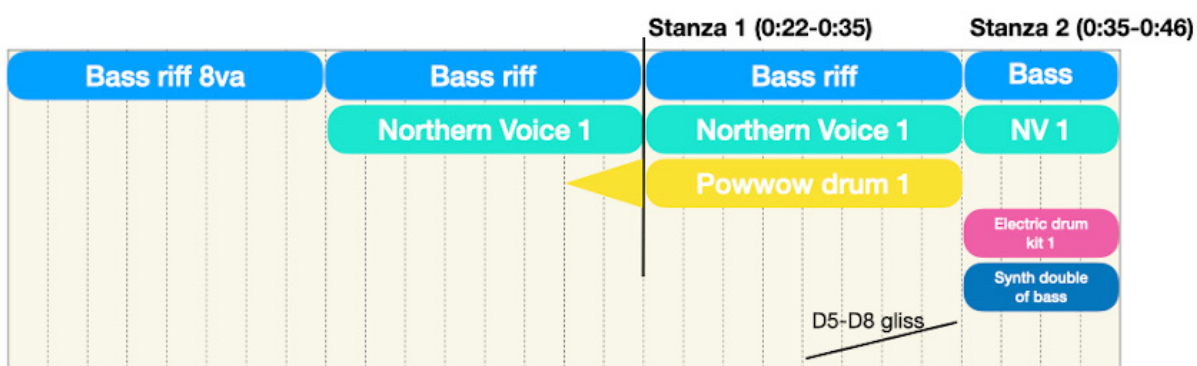 Stanza 1 (0:22-0:35)
Stanza 2 (0:35-0:46)
Bass riff 8va
Bass riff
Bass riff
Bass
Northern Voice 1
Northern Voice 1
NV 1
Powwow drum 1
Electric drum
kit 1
Synth double
of bass
D5-D8 gliss